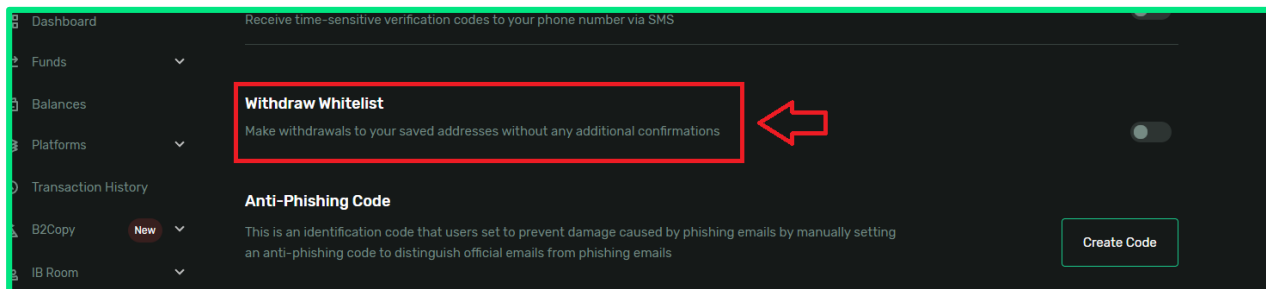 Dashboard
Receive time-sensitive verification codes to your phone number via SMS
Funds
Balances
Withdraw Whitelist
Make withdrawals to your saved addresses without any additional confirmations
Platforms
Transaction History
Anti-Phishing Code
B2Copy New
This is an identification code that users set to prevent damage caused by phishing emails by manually setting
an anti-phishing code to distinguish official emails from phishing emails
Create Code
IB Room